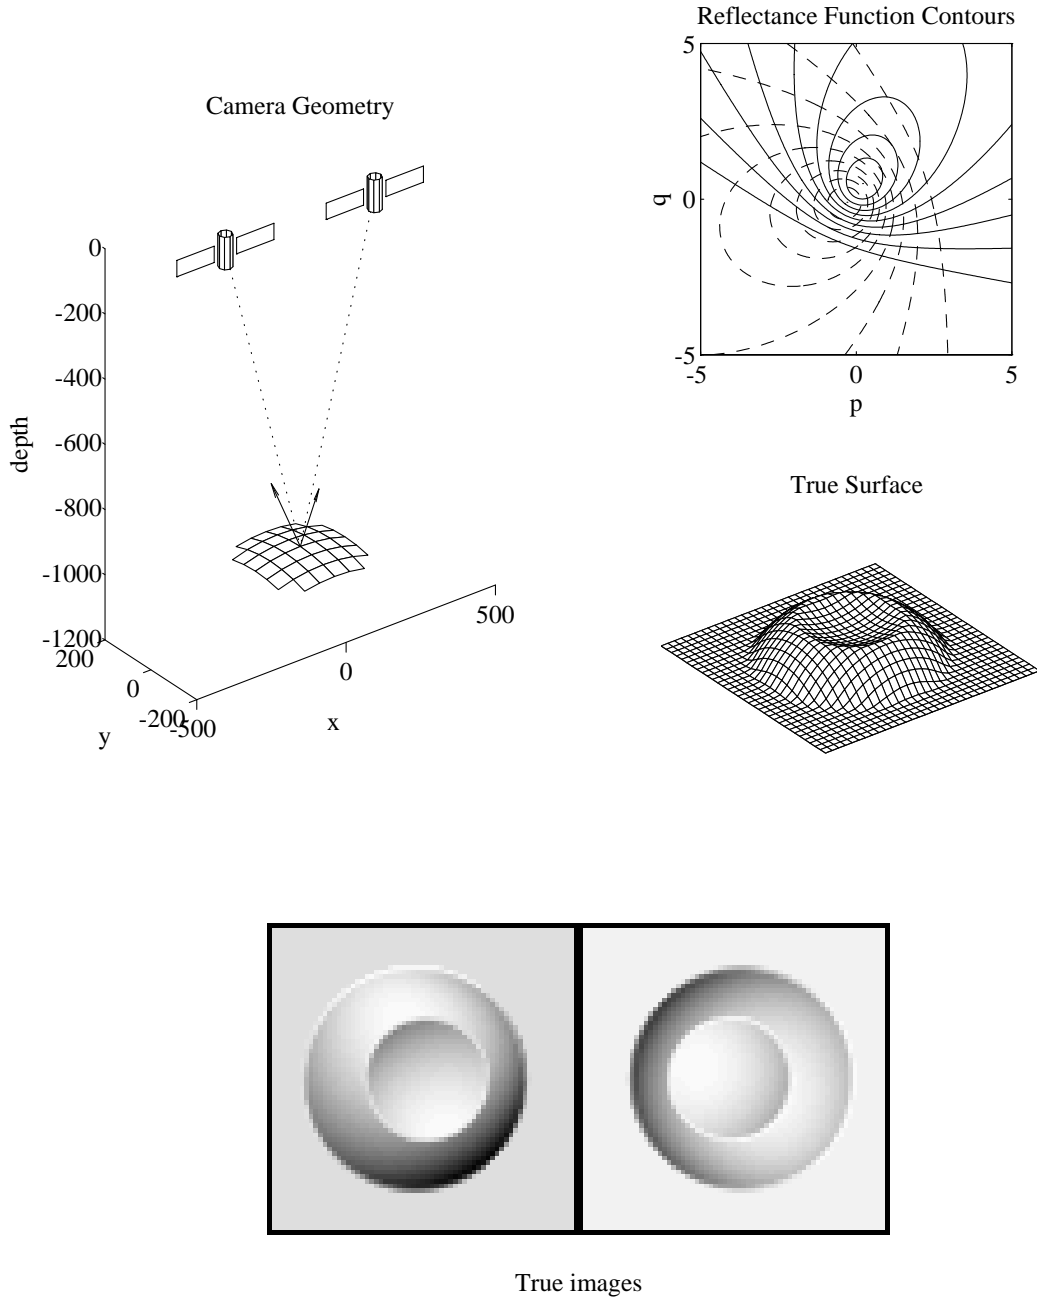 Reflectance Function Contours
5
q
0
-5
-5
0
5
p
Camera Geometry
0
-200
-400
-600
-800
-1000
-1200
depth
200
0
-200
y
-500
0
500
x
True Surface
True images